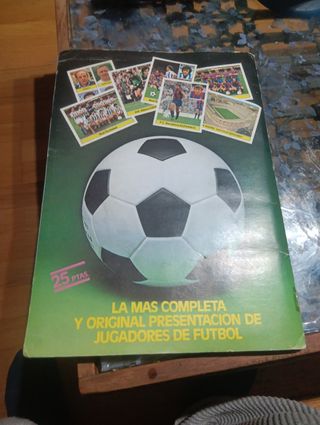 25 PTAS
LA MAS COMPLETA
Y ORIGINAL PRESENTACION DE
JUGADORES DE FUTBOL